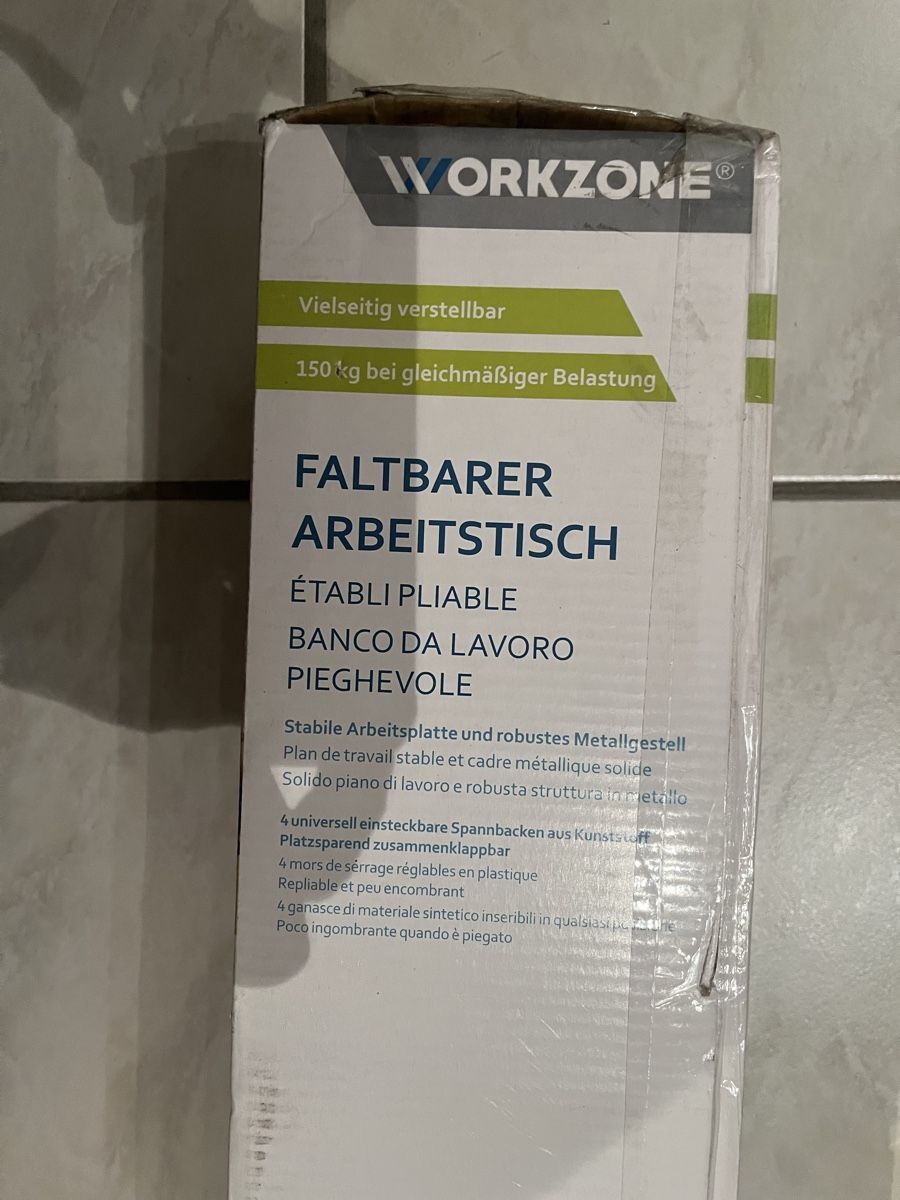 WORKZONE®
Vielseitig verstellbar
150 kg bei gleichmäßiger Belastung
FALTBARER
ARBEITSTISCH
ÉTABLI PLIABLE
BANCO DA LAVORO
PIEGHEVOLE
Stabile Arbeitsplatte und robustes Metallgestell
Plan de travail stable et cadre métallique solide
Solido piano di lavoro e robusta struttura in metallo
4 universell einsteckbare Spannbacken aus Kunststoff
Platzsparend zusammenklappbar
4 mors de serrage réglables en plastique
Repliable et peu encombrant
4 ganasce di materiale sintetico inseribili in qualsiasi
Poco ingombrante quando è piegato